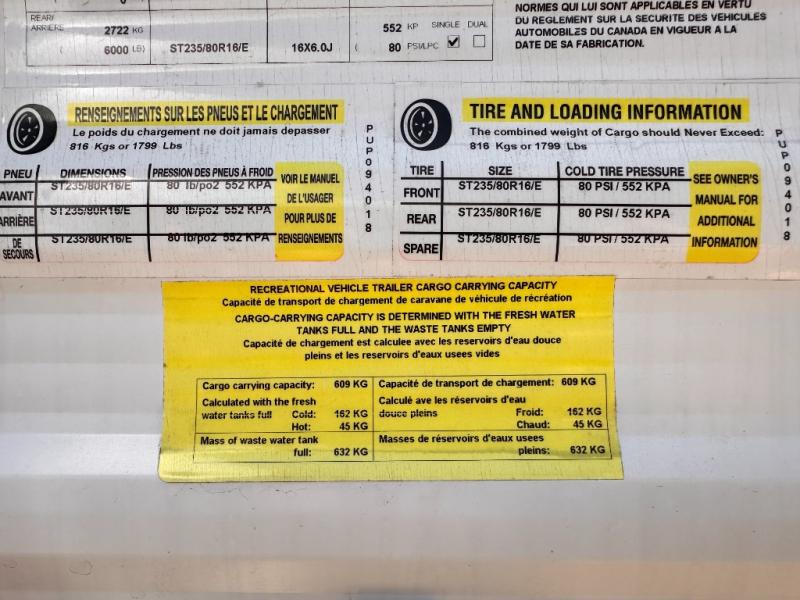 REAR/
ARRIÈRE
2722 KG
6000 LB)
ST235/80R16/E
16X6.0J
552 KP
80 PSI/LPC
SINGLE DUAL
NORMES QUI LUI SONT APPLICABLES EN VERTU
DU REGLEMENT SUR LA SECURITE DES VEHICULES
AUTOMOBILES DU CANADA EN VIGUEUR A LA
DATE DE SA FABRICATION.
RENSEIGNEMENTS SUR LES PNEUS ET LE CHARGEMENT
Le poids du chargement ne doit jamais depasser
816 Kgs or 1799 Lbs
PNEU DIMENSIONS PRESSION DES PNEUS À FROID
AVANT ST235/80R16/E 80 lb/po2 552 KPA
ARRIÈRE ST235/80R16/E 80 lb/po2 552 KPA
DE SECOURS ST235/80R16/E 80 lb/po2 552 KPA
VOIR LE MANUEL
DE L'USAGER
POUR PLUS DE
RENSEIGNEMENTS
PUP094018
TIRE AND LOADING INFORMATION
The combined weight of Cargo should Never Exceed:
816 Kgs or 1799 Lbs
TIRE SIZE COLD TIRE PRESSURE
FRONT ST235/80R16/E 80 PSI / 552 KPA
REAR ST235/80R16/E 80 PSI / 552 KPA
SPARE ST235/80R16/E 80 PSI / 552 KPA
SEE OWNER'S
MANUAL FOR
ADDITIONAL
INFORMATION
PUP094018
RECREATIONAL VEHICLE TRAILER CARGO CARRYING CAPACITY
Capacité de transport de chargement de caravane de véhicule de récréation
CARGO-CARRYING CAPACITY IS DETERMINED WITH THE FRESH WATER
TANKS FULL AND THE WASTE TANKS EMPTY
Capacité de chargement est calculee avec les reservoirs d'eau douce
pleins et les reservoirs d'eaux usees vides
Cargo carrying capacity: 609 KG
Calculated with the fresh
water tanks full Cold: 162 KG
Hot: 45 KG
Mass of waste water tank
full: 632 KG
Capacité de transport de chargement: 609 KG
Calculé ave les réservoirs d'eau
douce pleins Froid: 162 KG
Chaud: 45 KG
Masses de réservoirs d'eaux usees
pleins: 632 KG